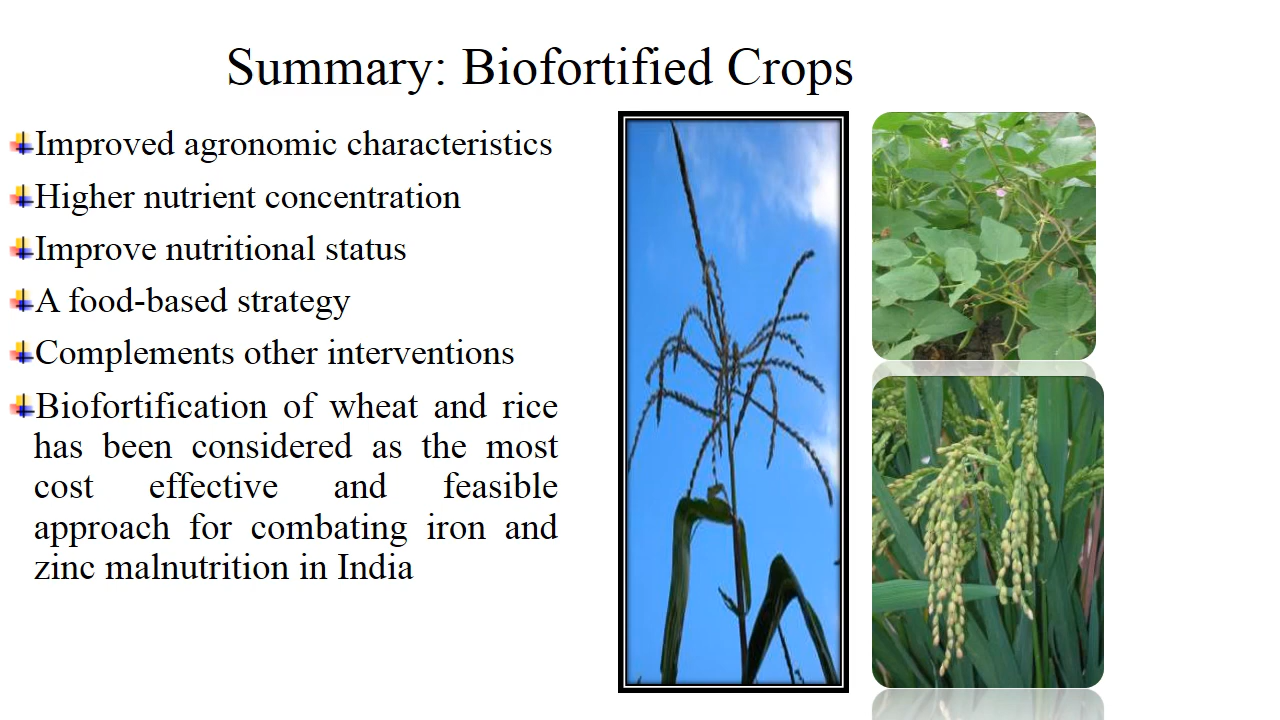 Summary: Biofortified Crops
Improved agronomic characteristics
Higher nutrient concentration
Improve nutritional status
A food-based strategy
Complements other interventions
Biofortification of wheat and rice
has been considered as the most
cost effective and feasible
approach for combating iron and
zinc malnutrition in India